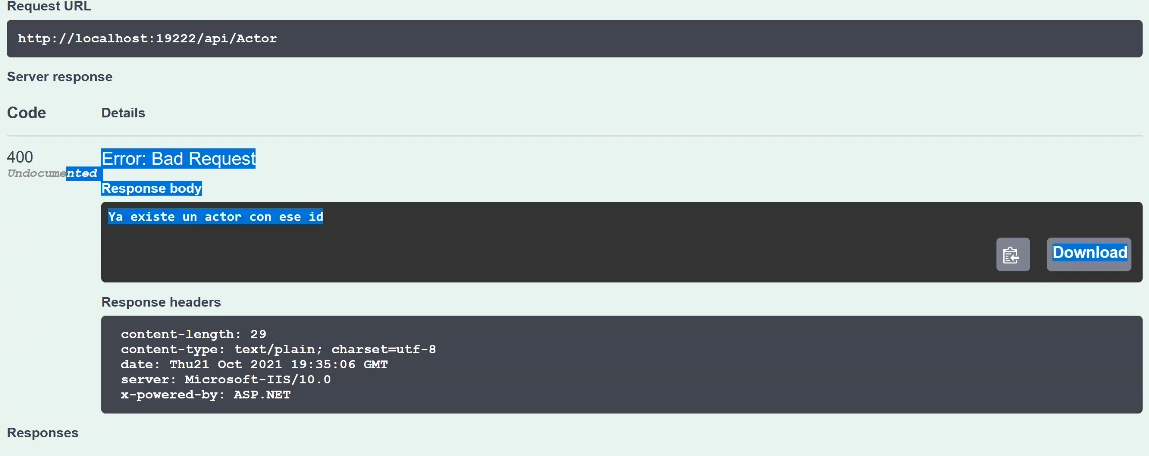 Request URL
http://localhost:19222/api/Actor
Server response
Code Details
400 Error: Bad Request
Undocumented
Response body
Ya existe un actor con ese id
Download
Response headers
content-length: 29
content-type: text/plain; charset=utf-8
date: Thu21 Oct 2021 19:35:06 GMT
server: Microsoft-IIS/10.0
x-powered-by: ASP.NET
Responses